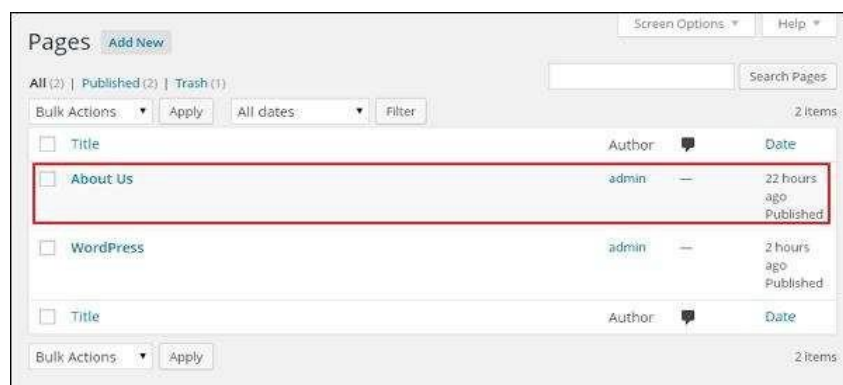 Screen Options ▼ Help ▼
Pages Add New
All (2) | Published (2) | Trash (1)
Search Pages
Bulk Actions ▼ Apply All dates ▼ Filter 2 items
Title Author Date
About Us admin — 22 hours
ago
Published
WordPress admin — 2 hours
ago
Published
Title Author Date
Bulk Actions ▼ Apply 2 items